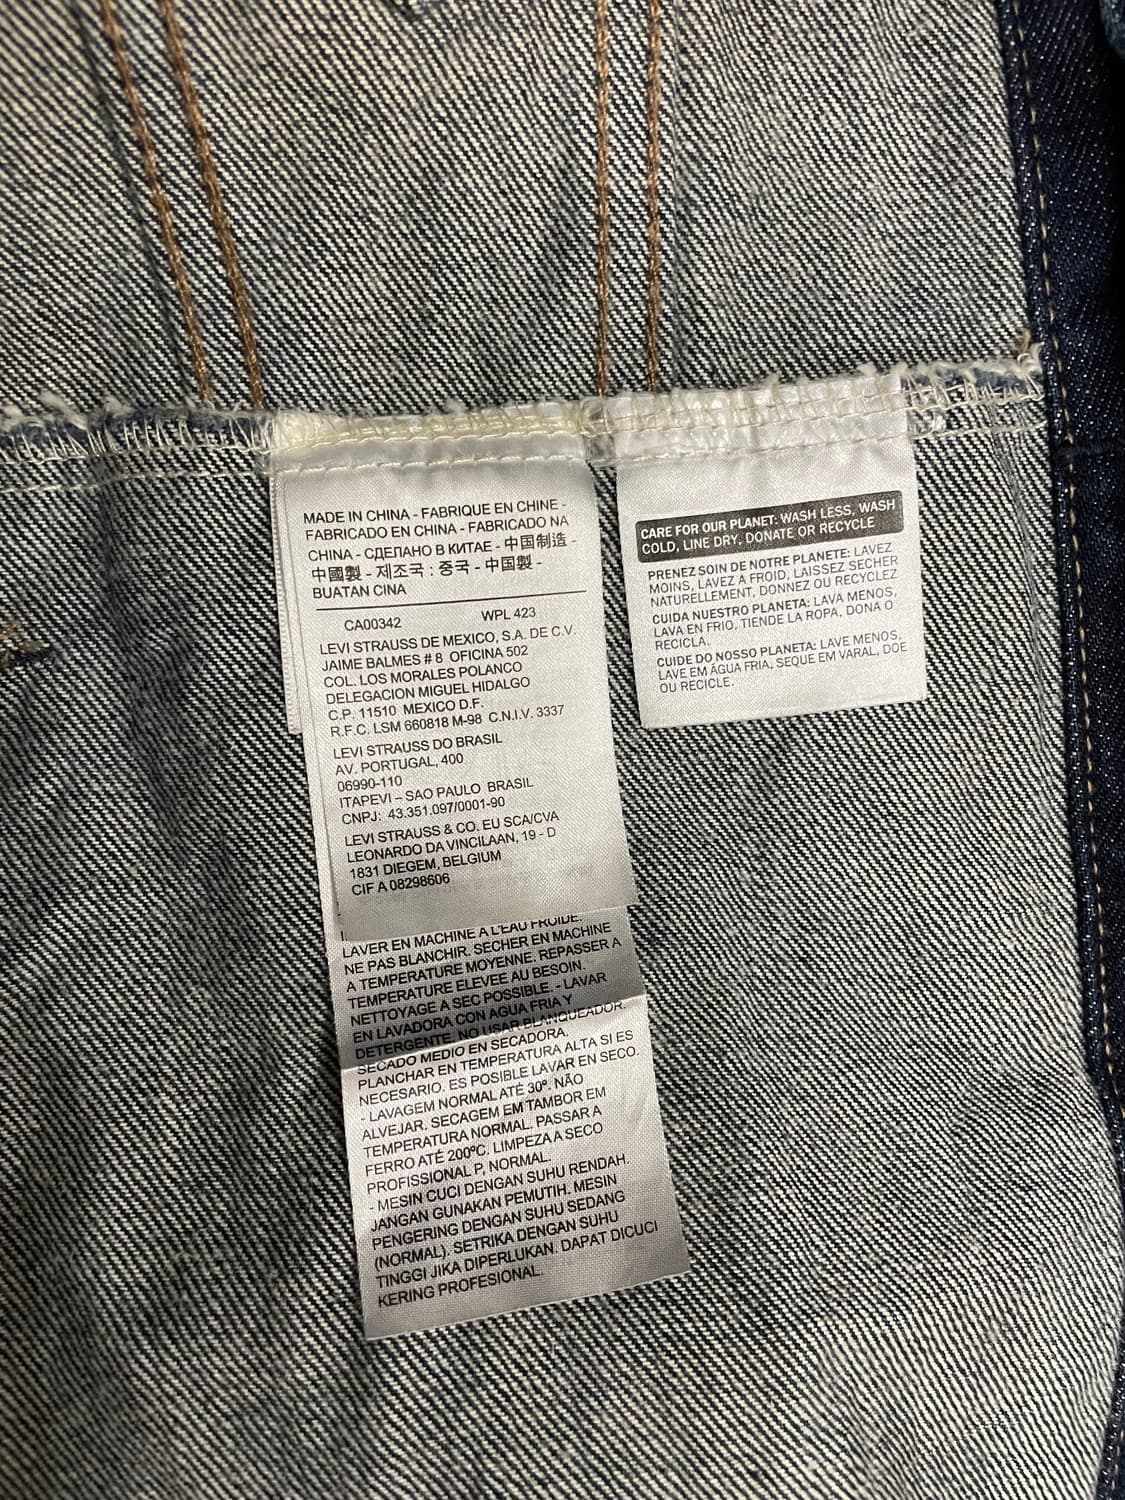 MADE IN CHINA - FABRIQUE EN CHINE -
FABRICADO EN CHINA - FABRICADO NA
CHINA - СДЕЛАНО В КИТАЕ - 中国制造 -
中國製 - 제조국 : 중국 - 中国製 -
BUATAN CINA
CA00342 WPL 423
LEVI STRAUSS DE MEXICO, S.A. DE C.V.
JAIME BALMES # 8 OFICINA 502
COL. LOS MORALES POLANCO
DELEGACION MIGUEL HIDALGO
C.P. 11510 MEXICO D.F.
R.F.C. LSM 660818 M-98 C.N.I.V. 3337
LEVI STRAUSS DO BRASIL
AV. PORTUGAL, 400
06990-110
ITAPEVI – SAO PAULO BRASIL
CNPJ: 43.351.097/0001-90
LEVI STRAUSS & CO. EU SCA/CVA
LEONARDO DA VINCILAAN, 19 - D
1831 DIEGEM, BELGIUM
CIF A 08298606
LAVER EN MACHINE A L'EAU FROIDE.
NE PAS BLANCHIR. SECHER EN MACHINE
A TEMPERATURE MOYENNE. REPASSER A
TEMPERATURE ELEVEE AU BESOIN.
NETTOYAGE A SEC POSSIBLE. - LAVAR
EN LAVADORA CON AGUA FRIA Y
DETERGENTE. NO USAR BLANQUEADOR.
SECADO MEDIO EN SECADORA.
PLANCHAR EN TEMPERATURA ALTA SI ES
NECESARIO. ES POSIBLE LAVAR EN SECO.
- LAVAGEM NORMAL ATÉ 30º. NÃO
ALVEJAR. SECAGEM EM TAMBOR EM
TEMPERATURA NORMAL. PASSAR A
FERRO ATÉ 200ºC. LIMPEZA A SECO
PROFISSIONAL P, NORMAL.
- MESIN CUCI DENGAN SUHU RENDAH.
JANGAN GUNAKAN PEMUTIH. MESIN
PENGERING DENGAN SUHU SEDANG
(NORMAL). SETRIKA DENGAN SUHU
TINGGI JIKA DIPERLUKAN. DAPAT DICUCI
KERING PROFESIONAL.
CARE FOR OUR PLANET: WASH LESS, WASH
COLD, LINE DRY, DONATE OR RECYCLE
PRENEZ SOIN DE NOTRE PLANETE: LAVEZ
MOINS, LAVEZ A FROID, LAISSEZ SECHER
NATURELLEMENT, DONNEZ OU RECYCLEZ
CUIDA NUESTRO PLANETA: LAVA MENOS,
LAVA EN FRIO, TIENDE LA ROPA, DONA O
RECICLA.
CUIDE DO NOSSO PLANETA: LAVE MENOS,
LAVE EM ÁGUA FRIA, SEQUE EM VARAL, DOE
OU RECICLE.